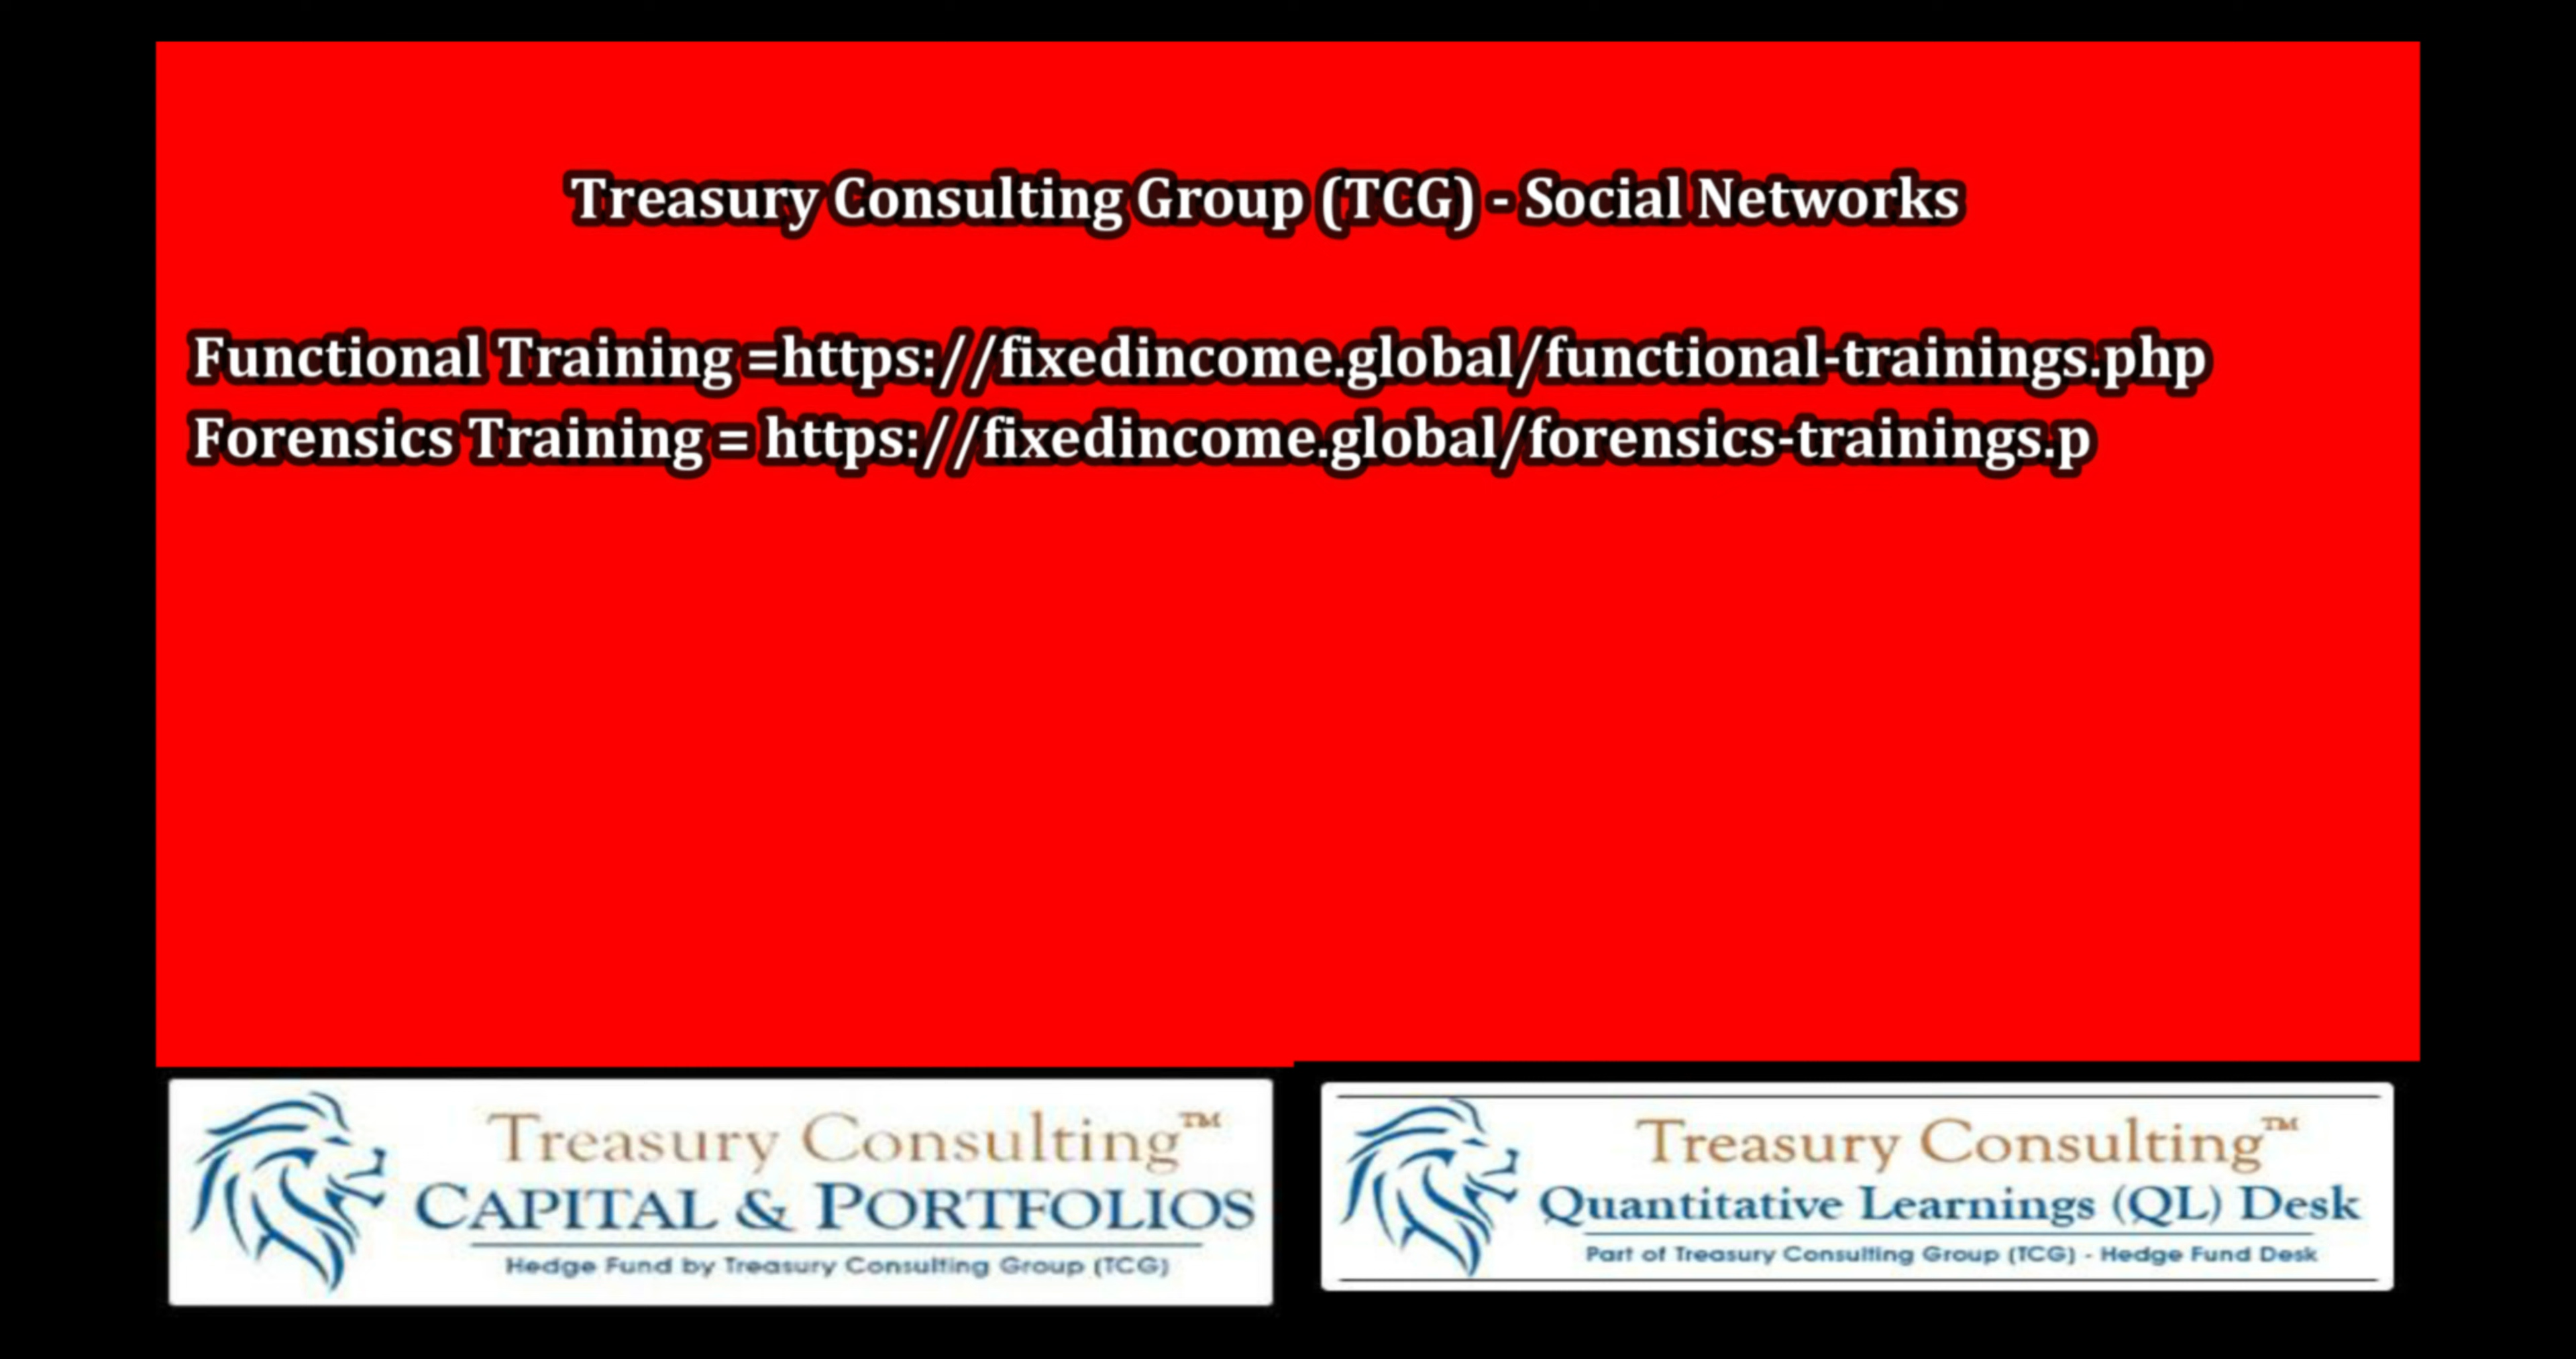 Treasury Consulting Group (TCG) - Social Networks
Functional Training =https://fixedincome.global/functional-trainings.php
Forensics Training = https://fixedincome.global/forensics-trainings.p
Treasury Consulting™
CAPITAL & PORTFOLIOS
Hedge Fund by Treasury Consulting Group (TCG)
Treasury Consulting™
Quantitative Learnings (QL) Desk
Part of Treasury Consulting Group (TCG) - Hedge Fund Desk